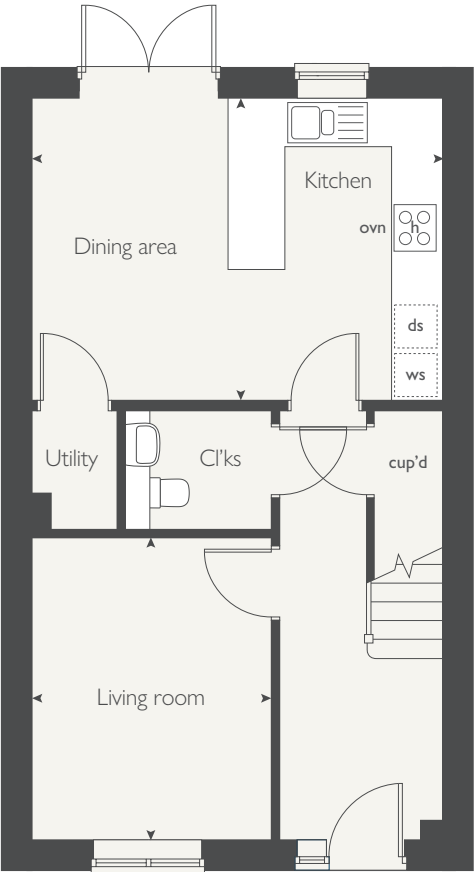 Kitchen
ovn
h
Dining area
ds
ws
Utility
Cl'ks
cup'd
Living room